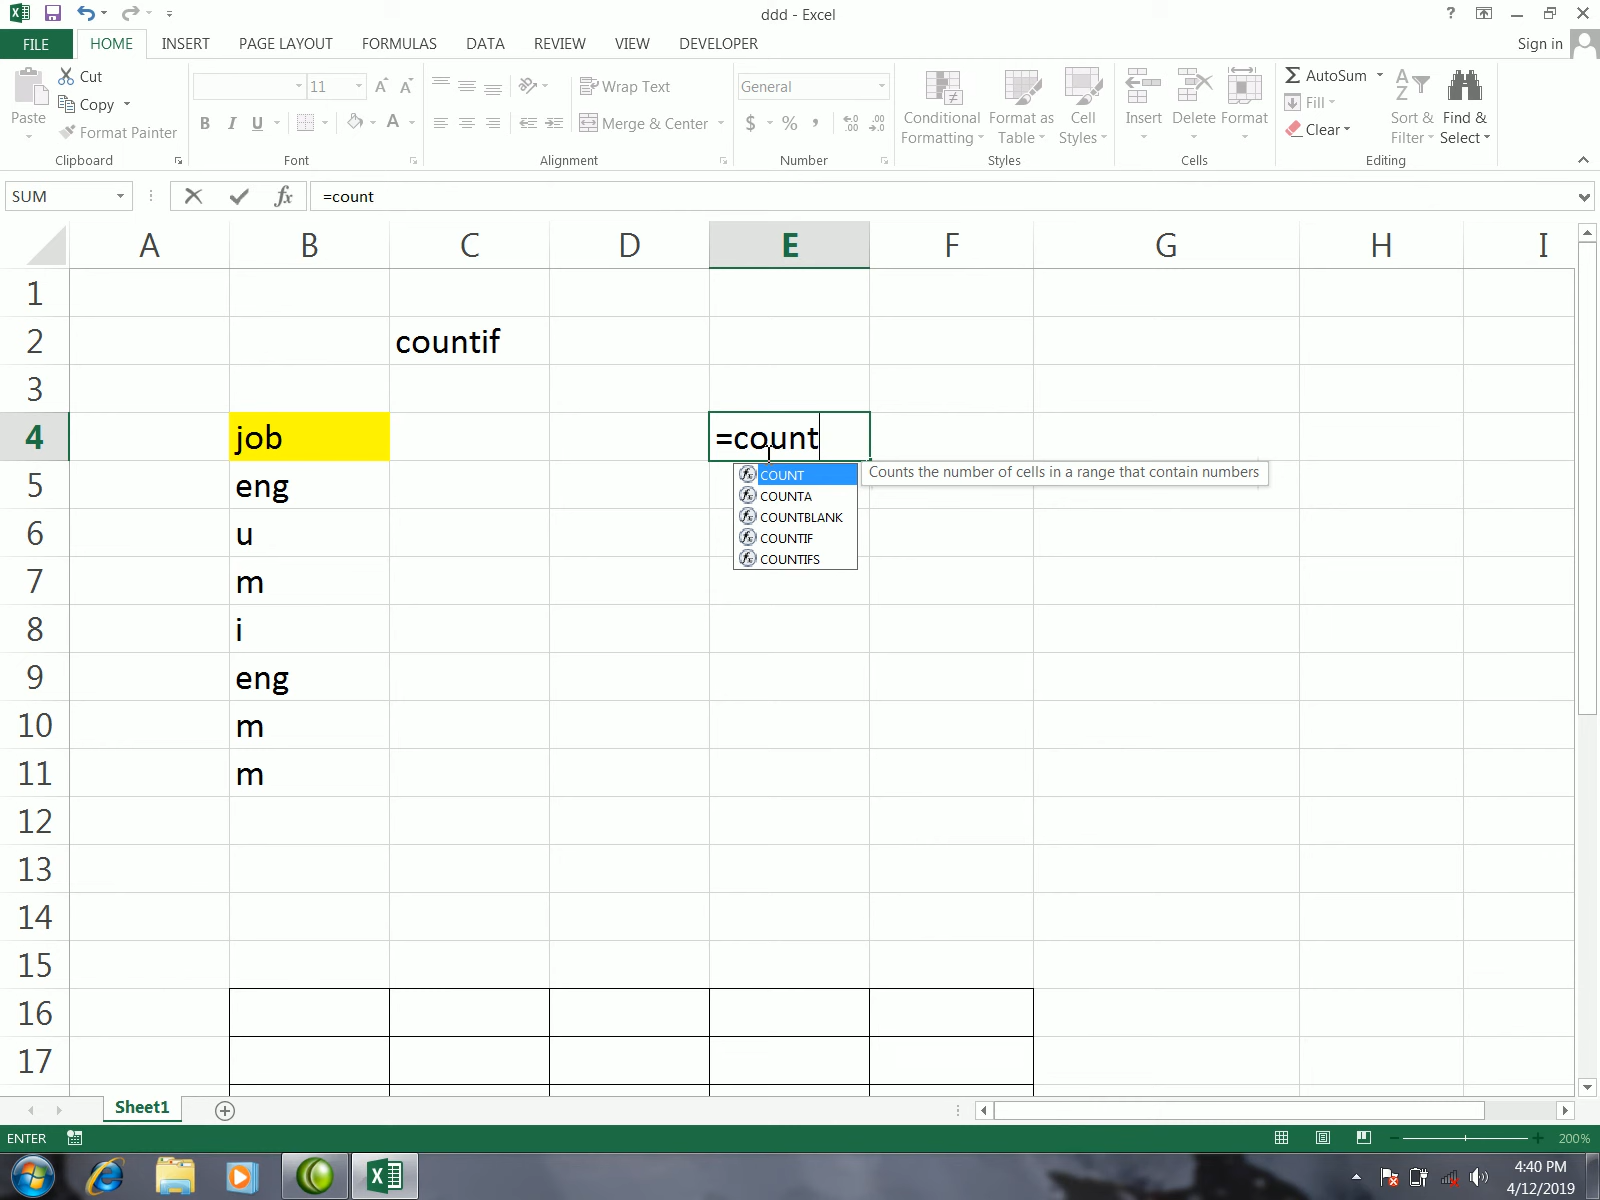 ddd - Excel
FILE HOME INSERT PAGE LAYOUT FORMULAS DATA REVIEW VIEW DEVELOPER Sign in
Paste
Cut
Copy
Format Painter
Clipboard
11
B I U
Font
Wrap Text
Merge & Center
Alignment
General
$ % ,
Number
Conditional Formatting
Format as Table
Cell Styles
Styles
Insert
Delete
Format
Cells
AutoSum
Fill
Clear
Sort & Filter
Find & Select
Editing
SUM fx =count
A B C D E F G H I
1
2 countif
3
4 job =count
COUNT Counts the number of cells in a range that contain numbers
COUNTA
COUNTBLANK
COUNTIF
COUNTIFS
5 eng
6 u
7 m
8 i
9 eng
10 m
11 m
12
13
14
15
16
17
Sheet1
ENTER 200%
4:40 PM
4/12/2019